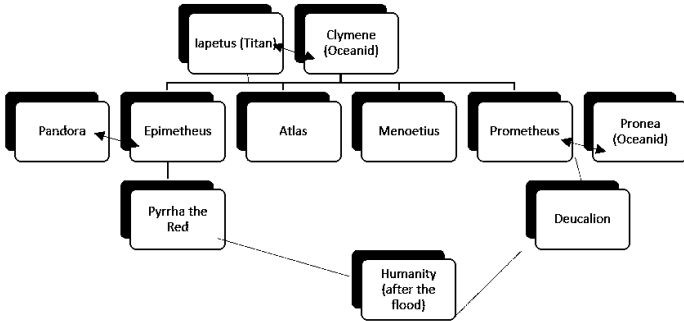 Iapetus (Titan)
Clymene
(Oceanid)
Pandora
Epimetheus
Atlas
Menoetius
Prometheus
Pronea
(Oceanid)
Pyrrha the
Red
Deucalion
Humanity
(after the
flood)